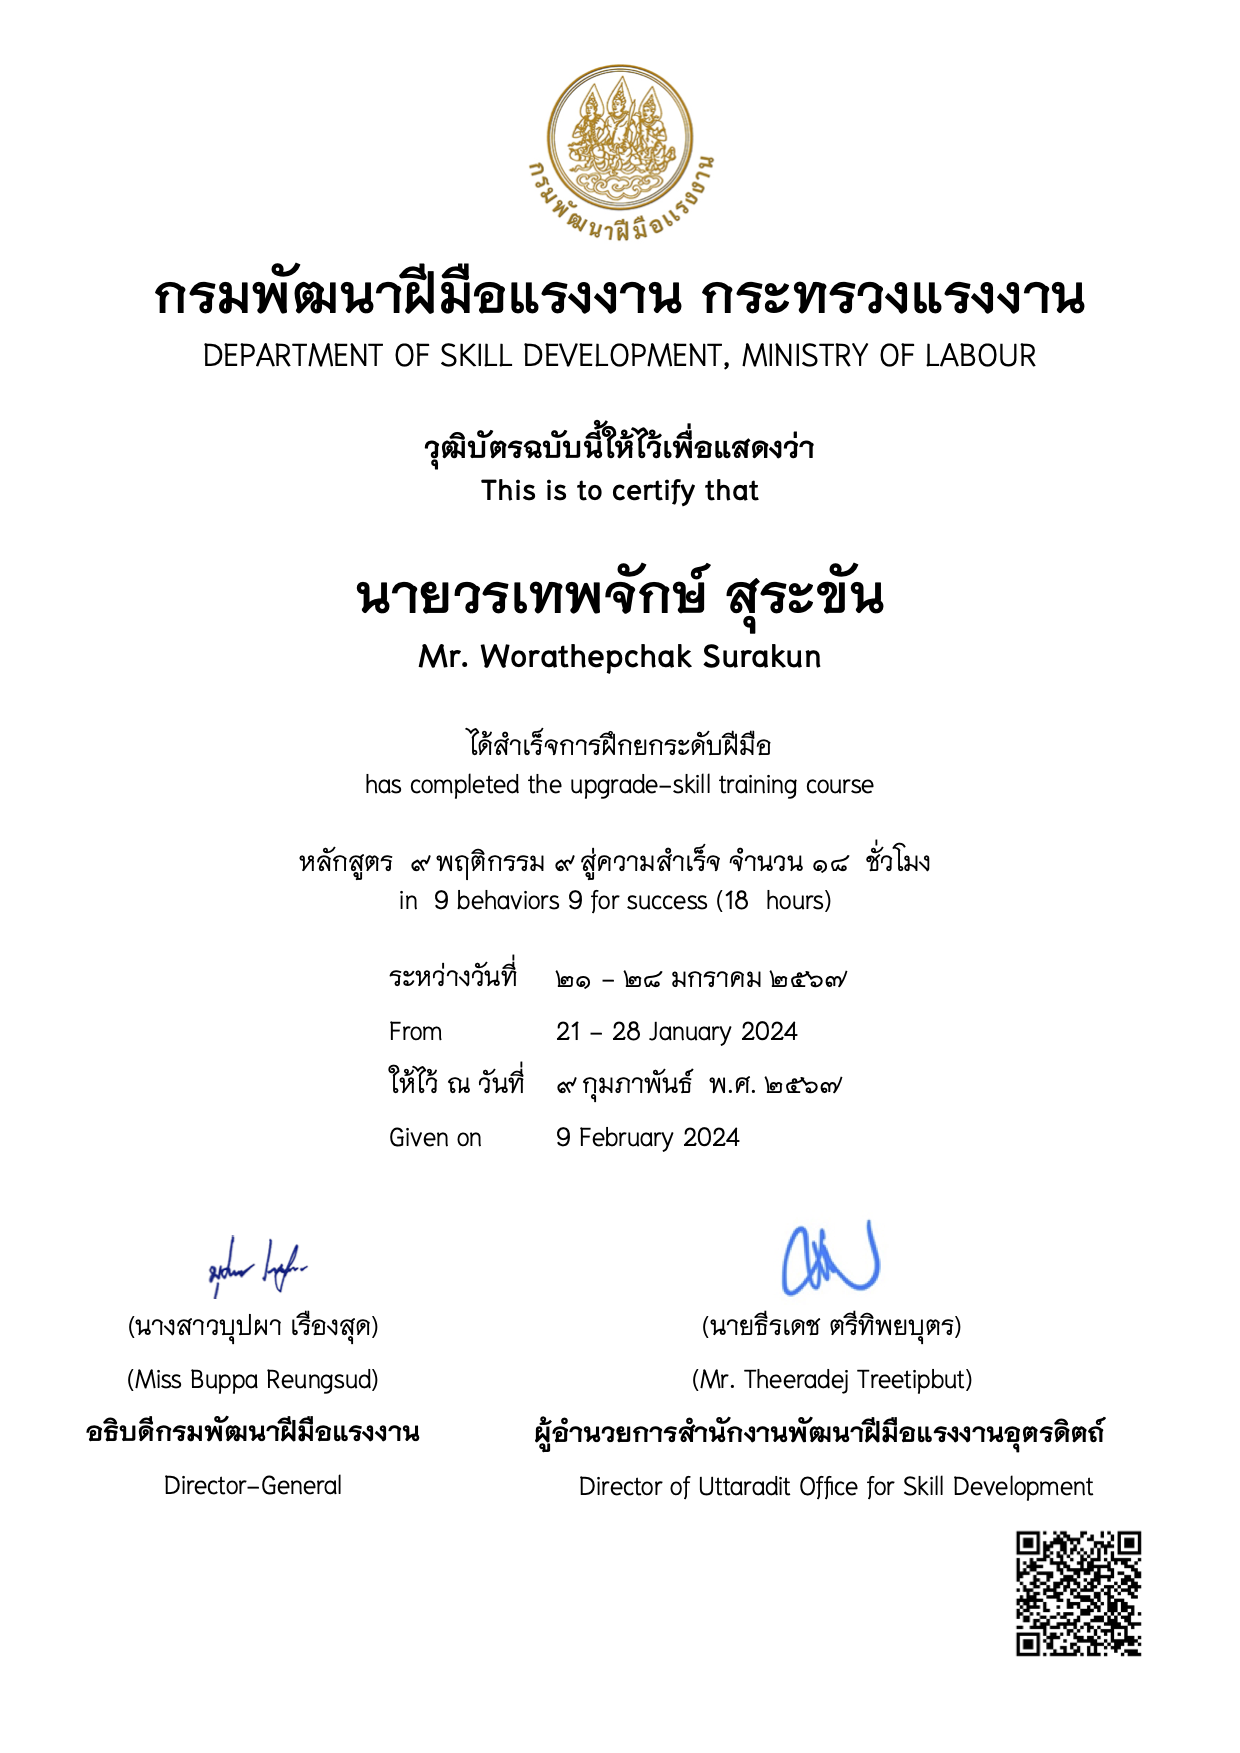 กรมพัฒนาฝีมือแรงงาน
กรมพัฒนาฝีมือแรงงาน กระทรวงแรงงาน
DEPARTMENT OF SKILL DEVELOPMENT, MINISTRY OF LABOUR
วุฒิบัตรฉบับนี้ให้ไว้เพื่อแสดงว่า
This is to certify that
นายวรเทพจักษ์ สุระขัน
Mr. Worathepchak Surakun
ได้สำเร็จการฝึกยกระดับฝีมือ
has completed the upgrade-skill training course
หลักสูตร ๙ พฤติกรรม ๙ สู่ความสำเร็จ จำนวน ๑๘ ชั่วโมง
in 9 behaviors 9 for success (18 hours)
ระหว่างวันที่ ๒๑ - ๒๘ มกราคม ๒๕๖๗
From 21 - 28 January 2024
ให้ไว้ ณ วันที่ ๙ กุมภาพันธ์ พ.ศ. ๒๕๖๗
Given on 9 February 2024
(นางสาวบุปผา เรืองสุด)
(Miss Buppa Reungsud)
อธิบดีกรมพัฒนาฝีมือแรงงาน
Director-General
(นายธีรเดช ตรีทิพยบุตร)
(Mr. Theeradej Treetipbut)
ผู้อำนวยการสำนักงานพัฒนาฝีมือแรงงานอุตรดิตถ์
Director of Uttaradit Office for Skill Development